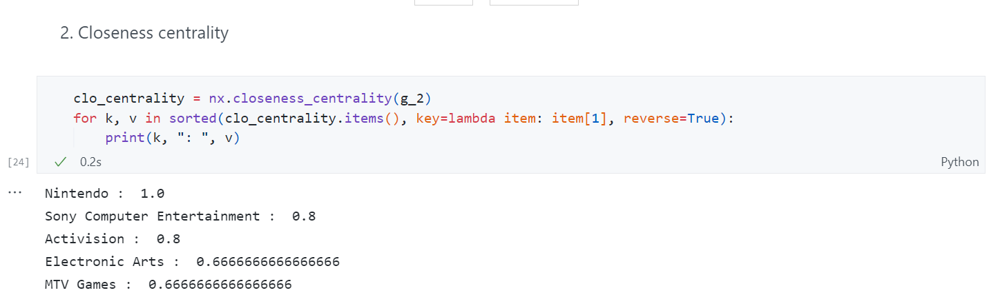 2. Closeness centrality
clo_centrality = nx.closeness_centrality(g_2)
for k, v in sorted(clo_centrality.items(), key=lambda item: item[1], reverse=True):
    print(k, ": ", v)
[24]
0.2s
Python
...
Nintendo :  1.0
Sony Computer Entertainment :  0.8
Activision :  0.8
Electronic Arts :  0.6666666666666666
MTV Games :  0.6666666666666666